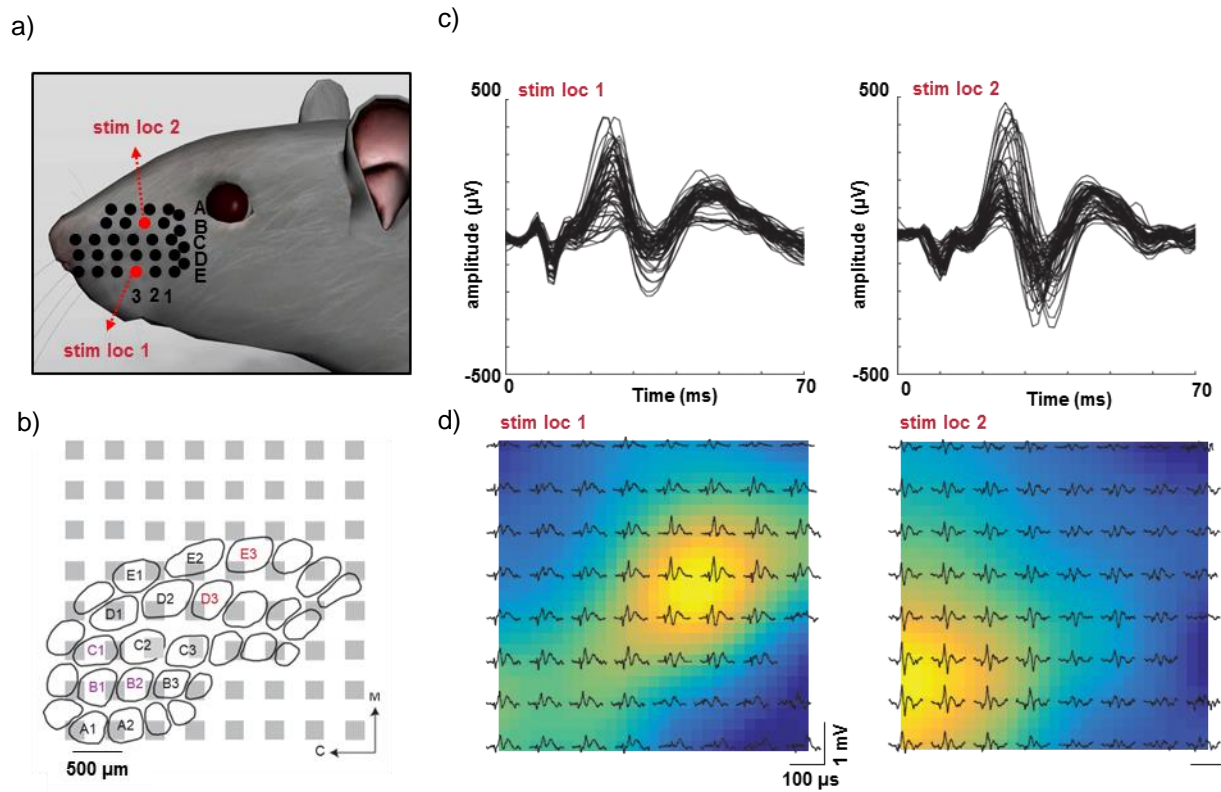 a)
stim loc 2
A
B
C
D
E
3 2 1
stim loc 1
b)
E1 E2 E3
D1 D2 D3
C1 C2 C3
B1 B2 B3
A1 A2
M
C
500 µm
c)
stim loc 1
500
amplitude (µV)
-500
0 70
Time (ms)
stim loc 2
500
amplitude (µV)
-500
0 70
Time (ms)
d)
stim loc 1
1 mV
100 µs
stim loc 2